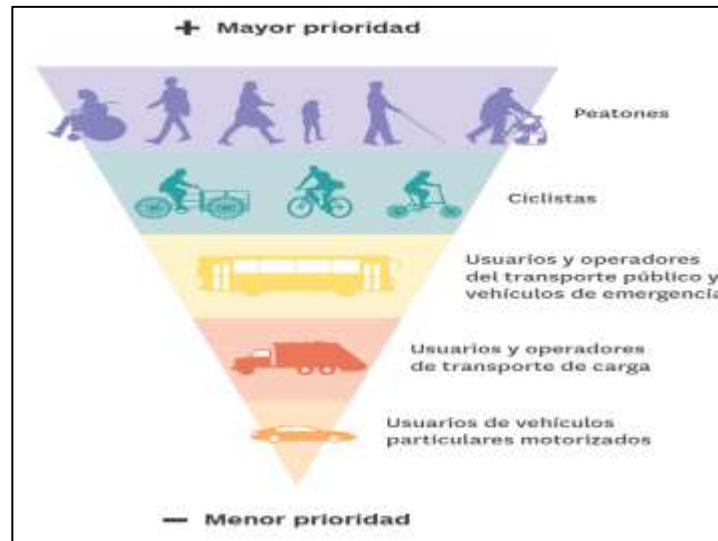 + Mayor prioridad
Peatones
Ciclistas
Usuarios y operadores
del transporte público y
vehículos de emergencia
Usuarios y operadores
de transporte de carga
Usuarios de vehículos
particulares motorizados
− Menor prioridad